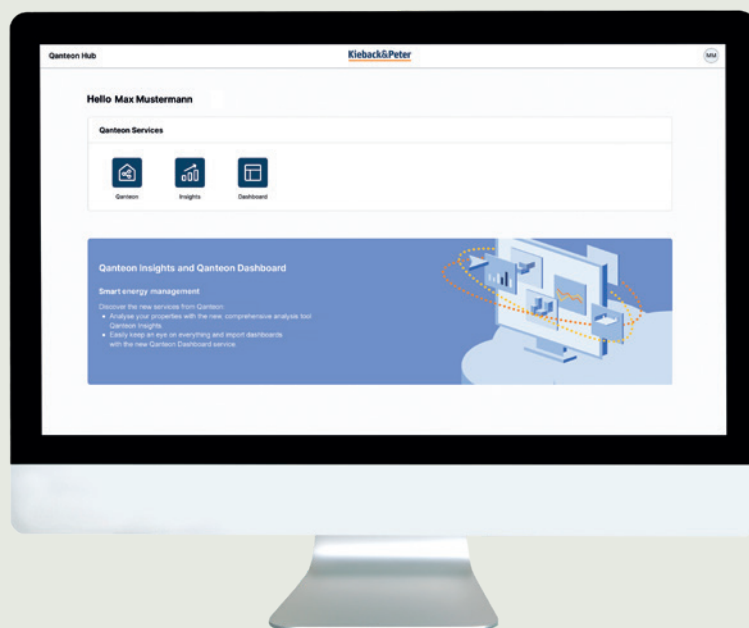 Qanteon Hub
Kieback&Peter
MM
Hello Max Mustermann
Qanteon Services
Qanteon
Insights
Dashboard
Qanteon Insights and Qanteon Dashboard
Smart energy management
Discover the new services from Qanteon:
• Analyse your properties with the new, comprehensive analysis tool
Qanteon Insights
• Easily keep an eye on everything and import dashboards
with the new Qanteon Dashboard service.